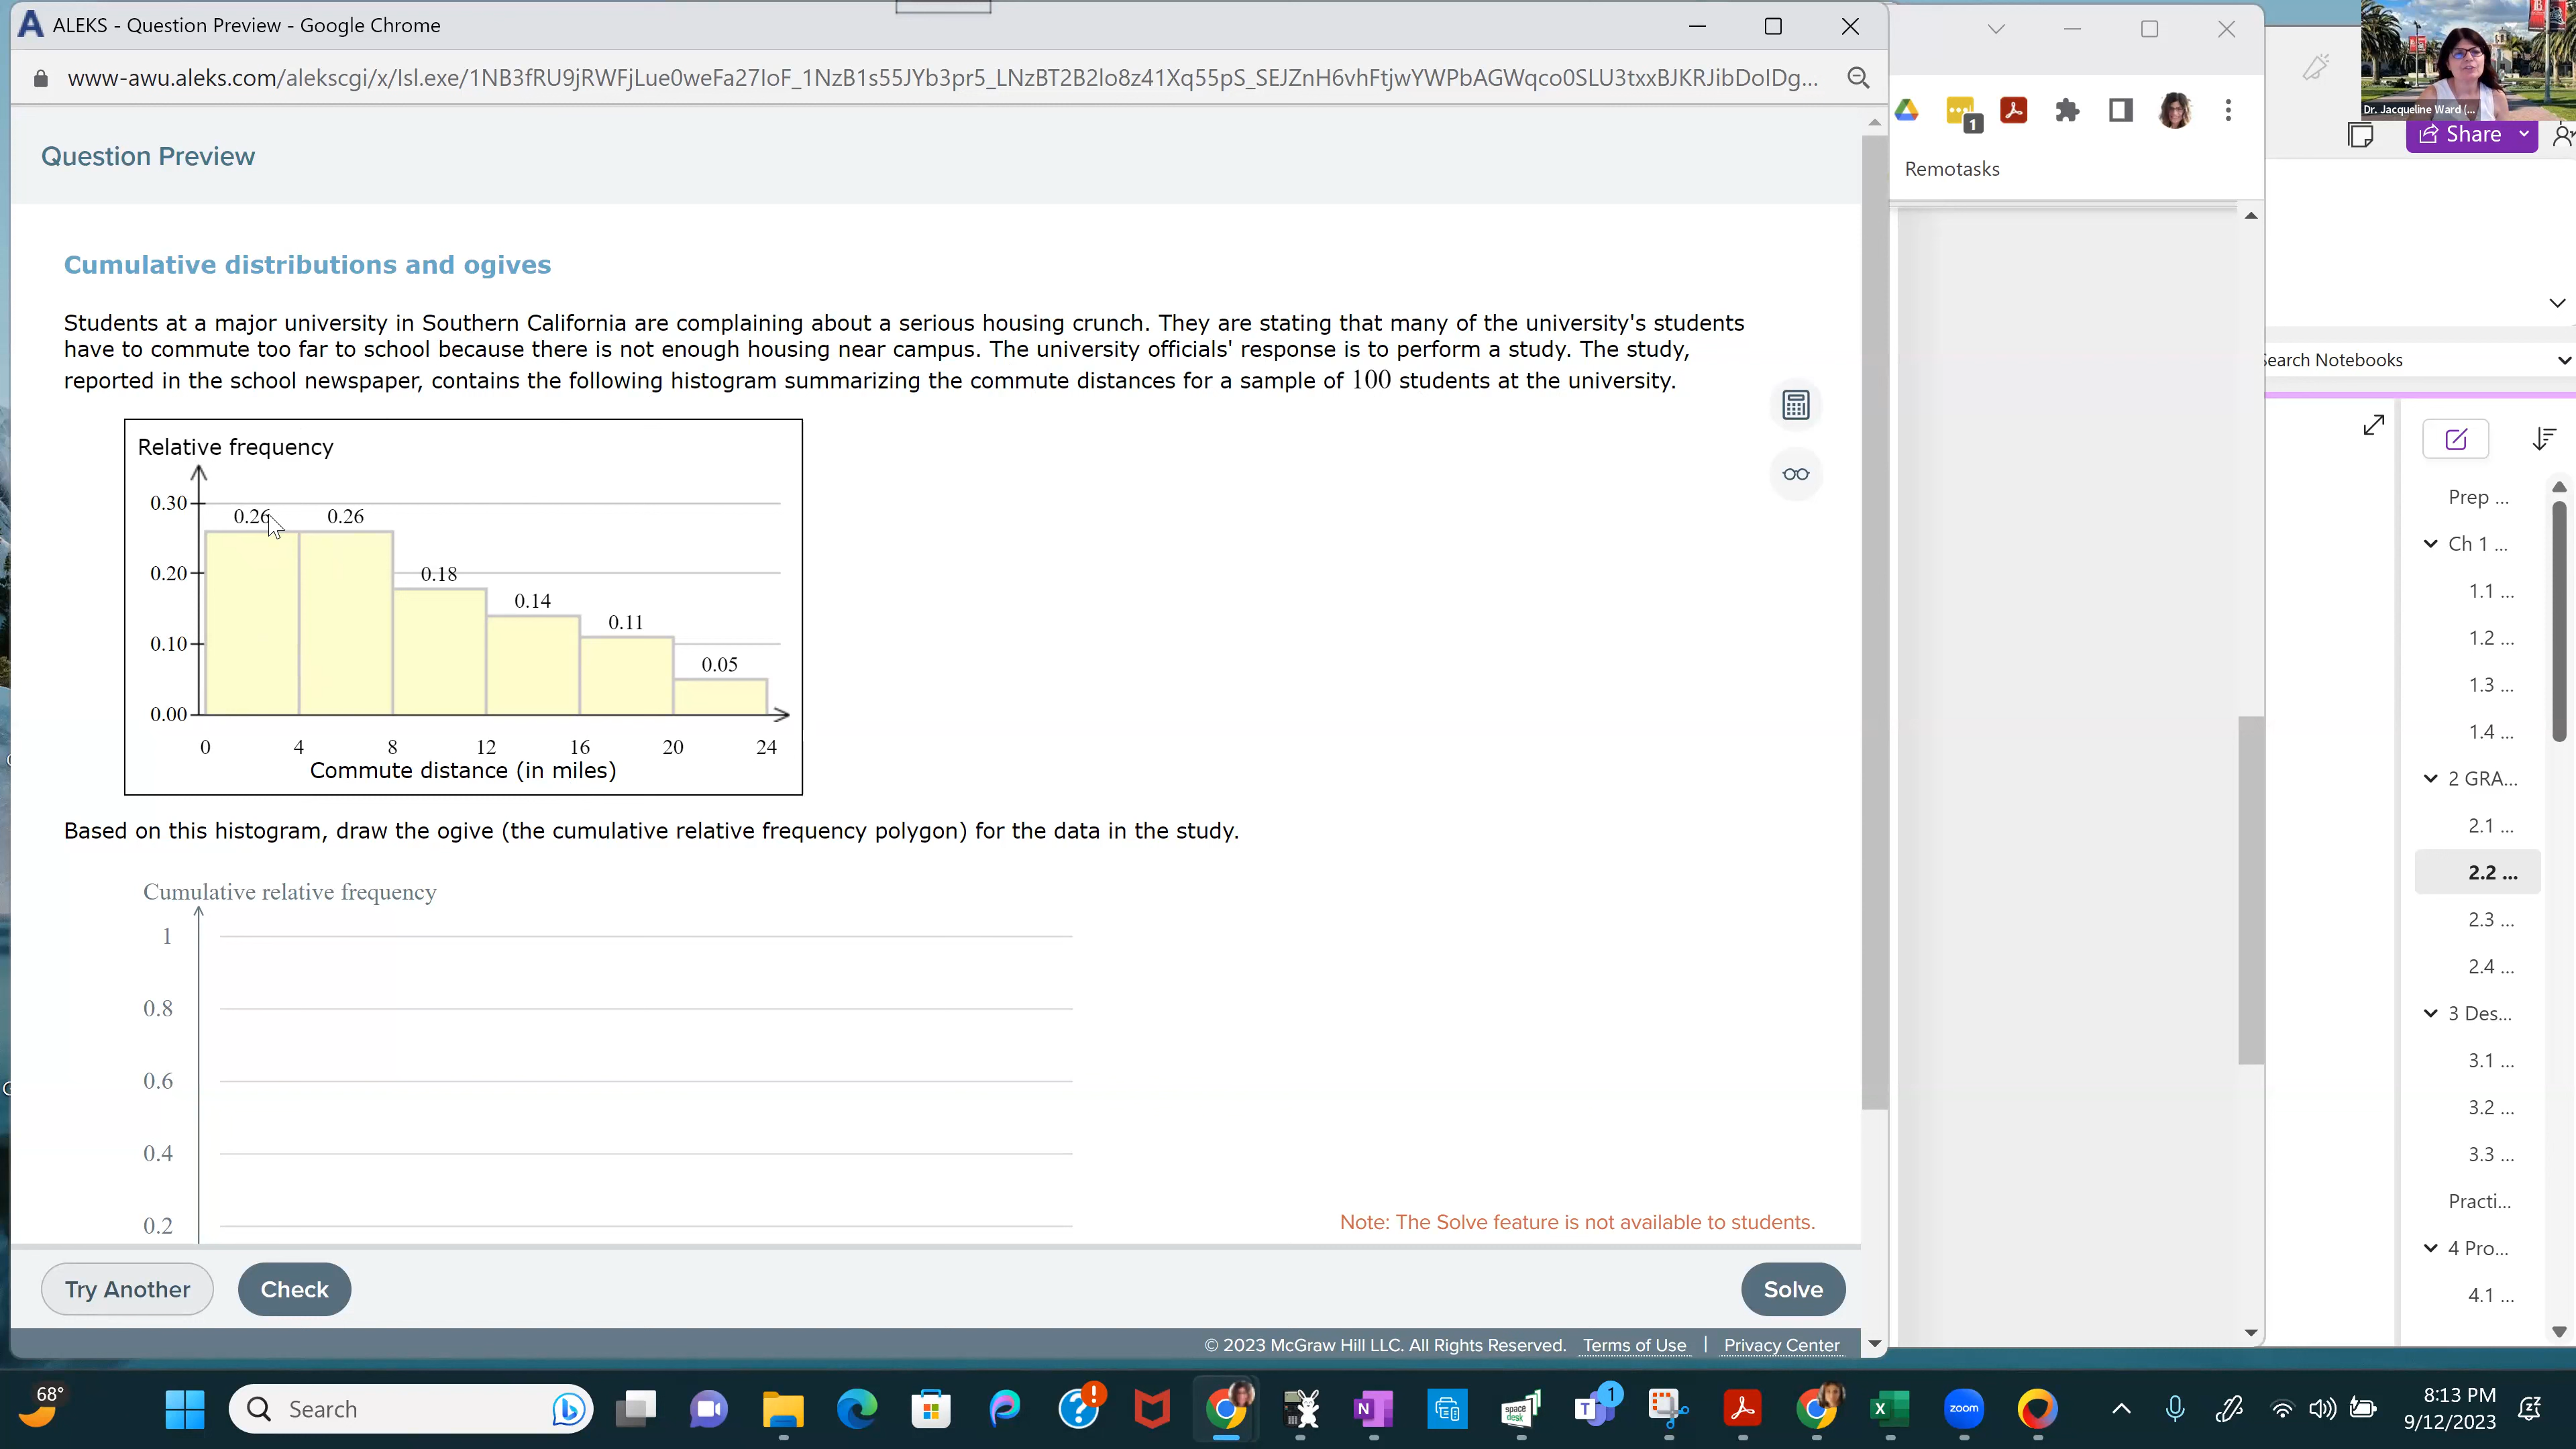 ALEKS - Question Preview - Google Chrome
www-awu.aleks.com/alekscgi/x/Isl.exe/1NB3fRU9jRWFjLue0weFa27IoF_1NzB1s55JYb3pr5_LNzBT2B2lo8z41Xq55pS_SEJZnH6vhFtjwYWPbAGWqco0SLU3txxBJKRJibDoIDg...
Dr. Jacqueline Ward (...
1
Share
Remotasks
Question Preview
Cumulative distributions and ogives
Students at a major university in Southern California are complaining about a serious housing crunch. They are stating that many of the university's students
have to commute too far to school because there is not enough housing near campus. The university officials' response is to perform a study. The study,
reported in the school newspaper, contains the following histogram summarizing the commute distances for a sample of 100 students at the university.
Search Notebooks
Relative frequency
0.30
0.26 0.26
0.20
0.18
0.14
0.11
0.10
0.05
0.00
0 4 8 12 16 20 24
Commute distance (in miles)
Based on this histogram, draw the ogive (the cumulative relative frequency polygon) for the data in the study.
Cumulative relative frequency
1
0.8
0.6
0.4
0.2
Note: The Solve feature is not available to students.
Try Another
Check
Solve
© 2023 McGraw Hill LLC. All Rights Reserved. Terms of Use | Privacy Center
Prep ...
Ch 1 ...
1.1 ...
1.2 ...
1.3 ...
1.4 ...
2 GRA...
2.1 ...
2.2 ...
2.3 ...
2.4 ...
3 Des...
3.1 ...
3.2 ...
3.3 ...
Practi...
4 Pro...
4.1 ...
68°
Search
space
desk
1
zoom
8:13 PM
9/12/2023